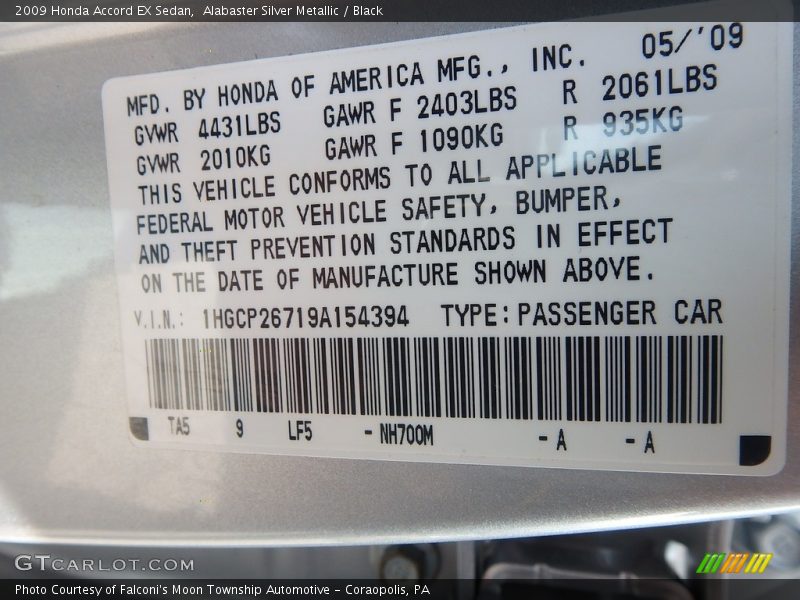 2009 Honda Accord EX Sedan,  Alabaster Silver Metallic / Black
MFD. BY HONDA OF AMERICA MFG., INC. 05/'09
GVWR 4431LBS GAWR F 2403LBS R 2061LBS
GVWR 2010KG GAWR F 1090KG R 935KG
THIS VEHICLE CONFORMS TO ALL APPLICABLE
FEDERAL MOTOR VEHICLE SAFETY, BUMPER,
AND THEFT PREVENTION STANDARDS IN EFFECT
ON THE DATE OF MANUFACTURE SHOWN ABOVE.
V.I.N.: 1HGCP26719A154394 TYPE:PASSENGER CAR
TA5 9 LF5 -NH700M -A -A
GTCARLOT.COM
Photo Courtesy of Falconi's Moon Township Automotive - Coraopolis, PA